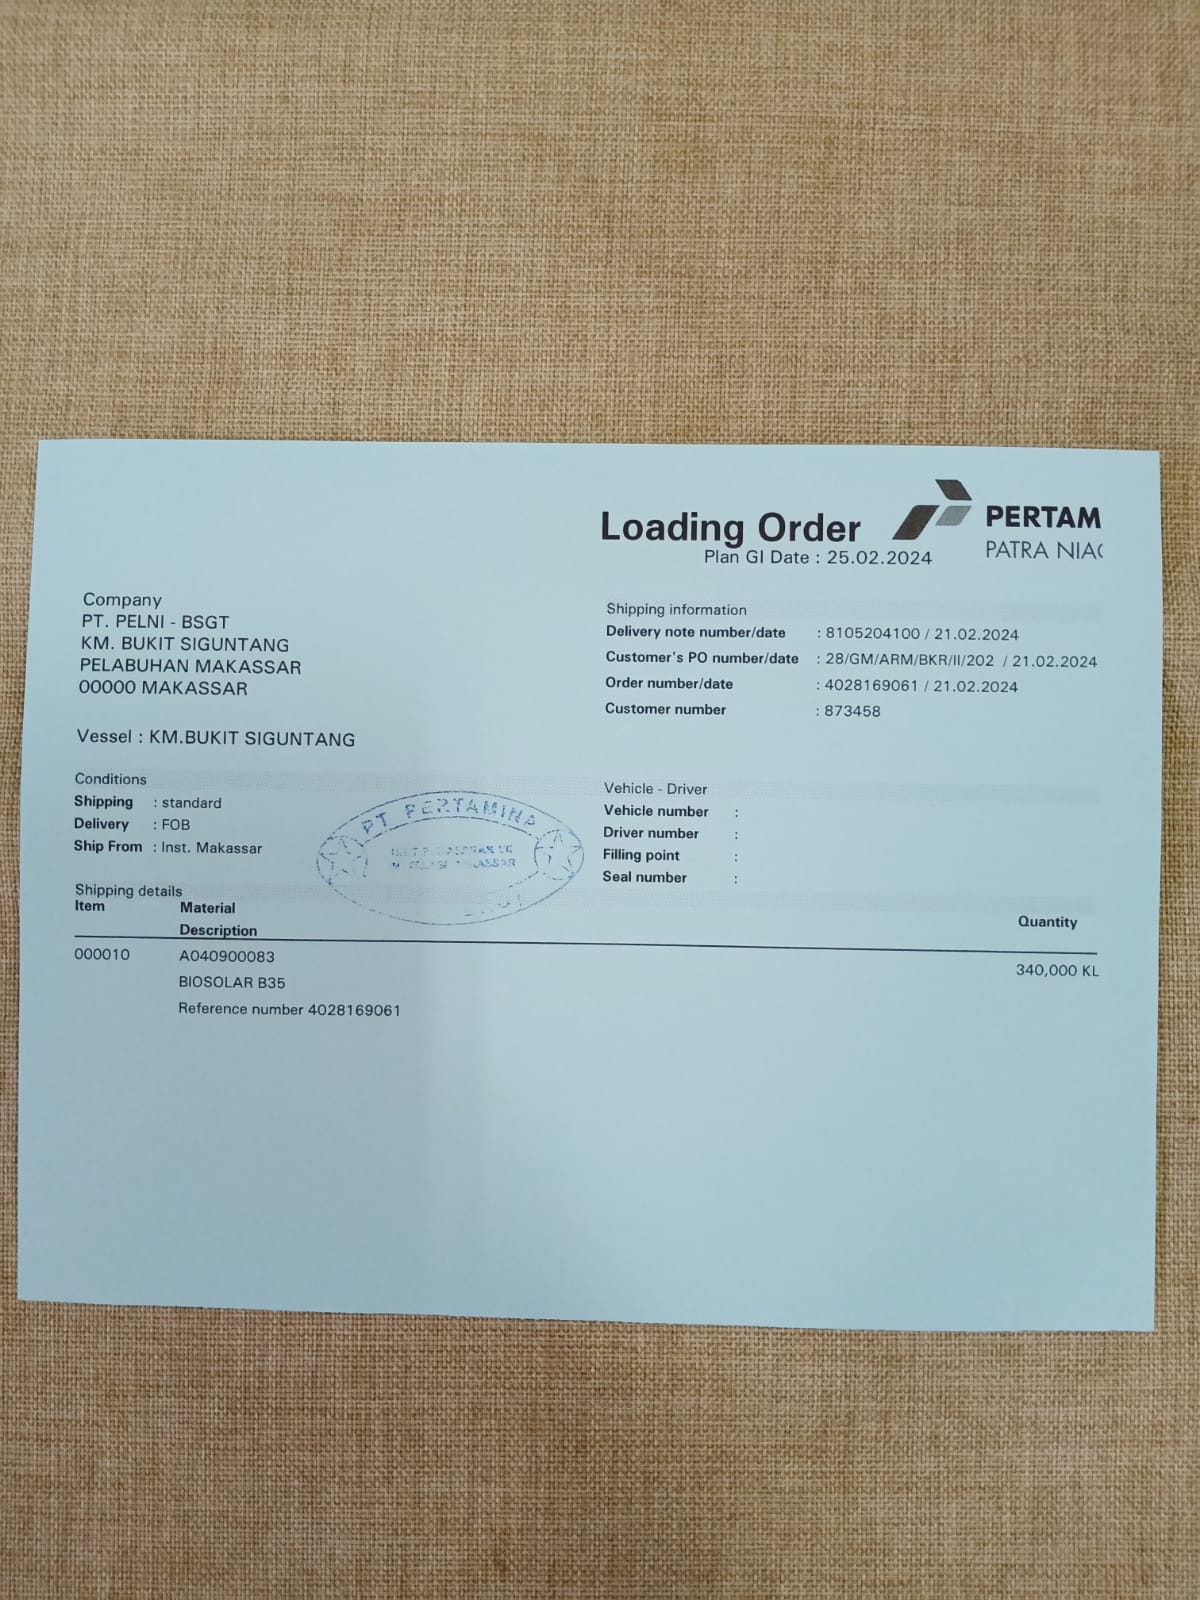 Loading Order
Plan GI Date : 25.02.2024
PERTAM
PATRA NIA
Company
PT. PELNI - BSGT
KM. BUKIT SIGUNTANG
PELABUHAN MAKASSAR
00000 MAKASSAR
Vessel : KM.BUKIT SIGUNTANG
Shipping information
Delivery note number/date : 8105204100 / 21.02.2024
Customer's PO number/date : 28/GM/ARM/BKR/II/202 / 21.02.2024
Order number/date : 4028169061 / 21.02.2024
Customer number : 873458
Conditions
Shipping : standard
Delivery : FOB
Ship From : Inst. Makassar
PT PERTAMINA
Vehicle - Driver
Vehicle number :
Driver number :
Filling point :
Seal number :
Shipping details
Item Material Quantity
Description
000010 A040900083 340,000 KL
BIOSOLAR B35
Reference number 4028169061